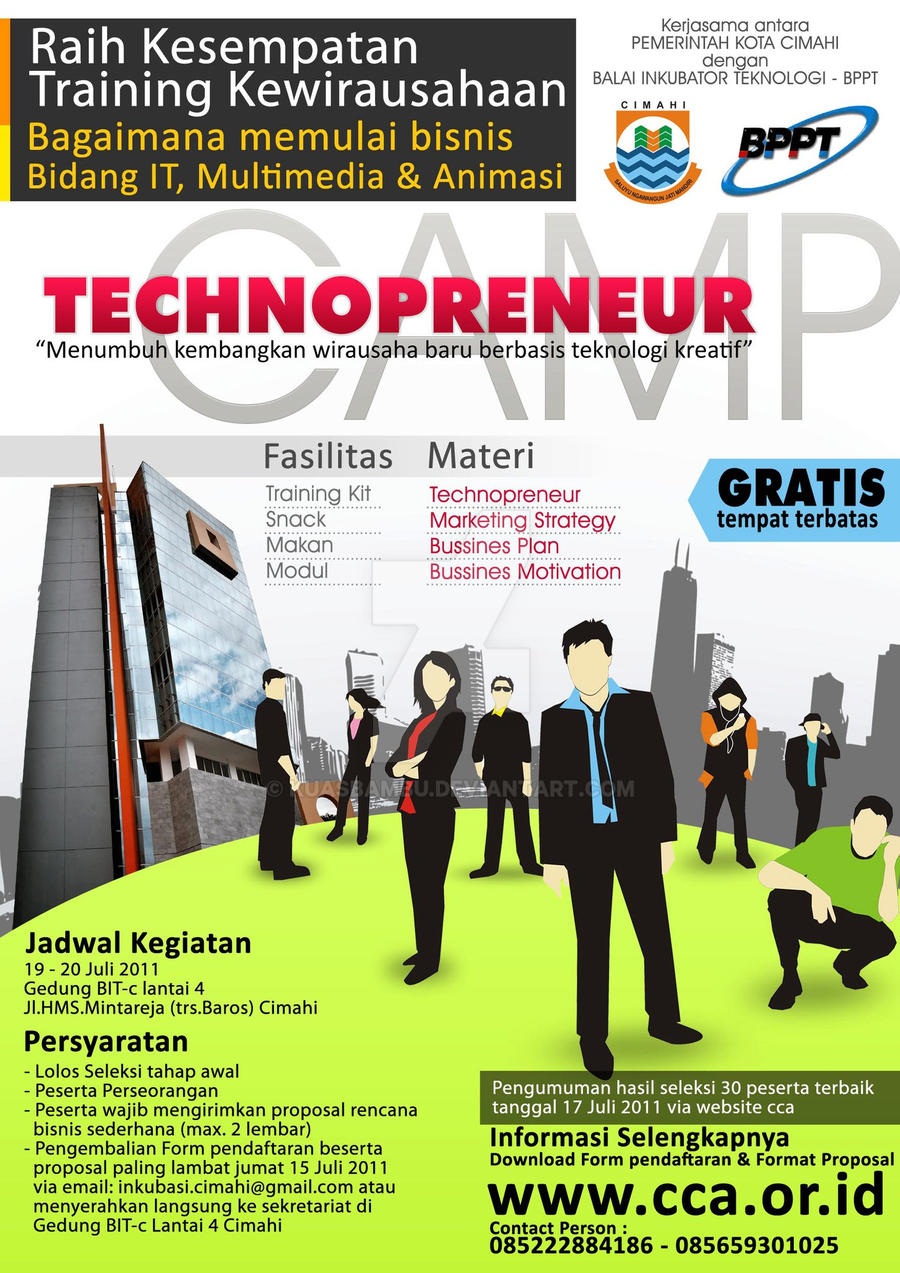 Raih Kesempatan
Training Kewirausahaan
Bagaimana memulai bisnis
Bidang IT, Multimedia & Animasi
Kerjasama antara
PEMERINTAH KOTA CIMAHI
dengan
BALAI INKUBATOR TEKNOLOGI - BPPT
CIMAHI
SALUYU NGAWANGUN JATI MANDIRI
BPPT
CAMP
TECHNOPRENEUR
“Menumbuh kembangkan wirausaha baru berbasis teknologi kreatif”
Fasilitas
Training Kit
Snack
Makan
Modul
Materi
Technopreneur
Marketing Strategy
Bussines Plan
Bussines Motivation
GRATIS
tempat terbatas
© KUASBAMBU.DEVIANTART.COM
Jadwal Kegiatan
19 - 20 Juli 2011
Gedung BIT-c lantai 4
Jl.HMS.Mintareja (trs.Baros) Cimahi
Persyaratan
- Lolos Seleksi tahap awal
- Peserta Perseorangan
- Peserta wajib mengirimkan proposal rencana
bisnis sederhana (max. 2 lembar)
- Pengembalian Form pendaftaran beserta
proposal paling lambat jumat 15 Juli 2011
via email: inkubasi.cimahi@gmail.com atau
menyerahkan langsung ke sekretariat di
Gedung BIT-c Lantai 4 Cimahi
Pengumuman hasil seleksi 30 peserta terbaik
tanggal 17 Juli 2011 via website cca
Informasi Selengkapnya
Download Form pendaftaran & Format Proposal
www.cca.or.id
Contact Person :
085222884186 - 085659301025